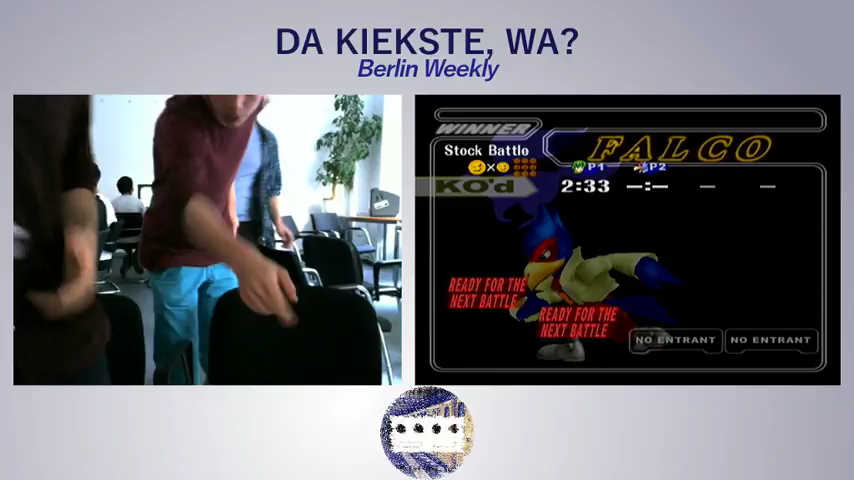 DA KIEKSTE, WA?
Berlin Weekly
WINNER
FALCO
Stock Battle
P1
P2
KO'd
2:33
--:--
READY FOR THE
NEXT BATTLE
READY FOR THE
NEXT BATTLE
NO ENTRANT
NO ENTRANT